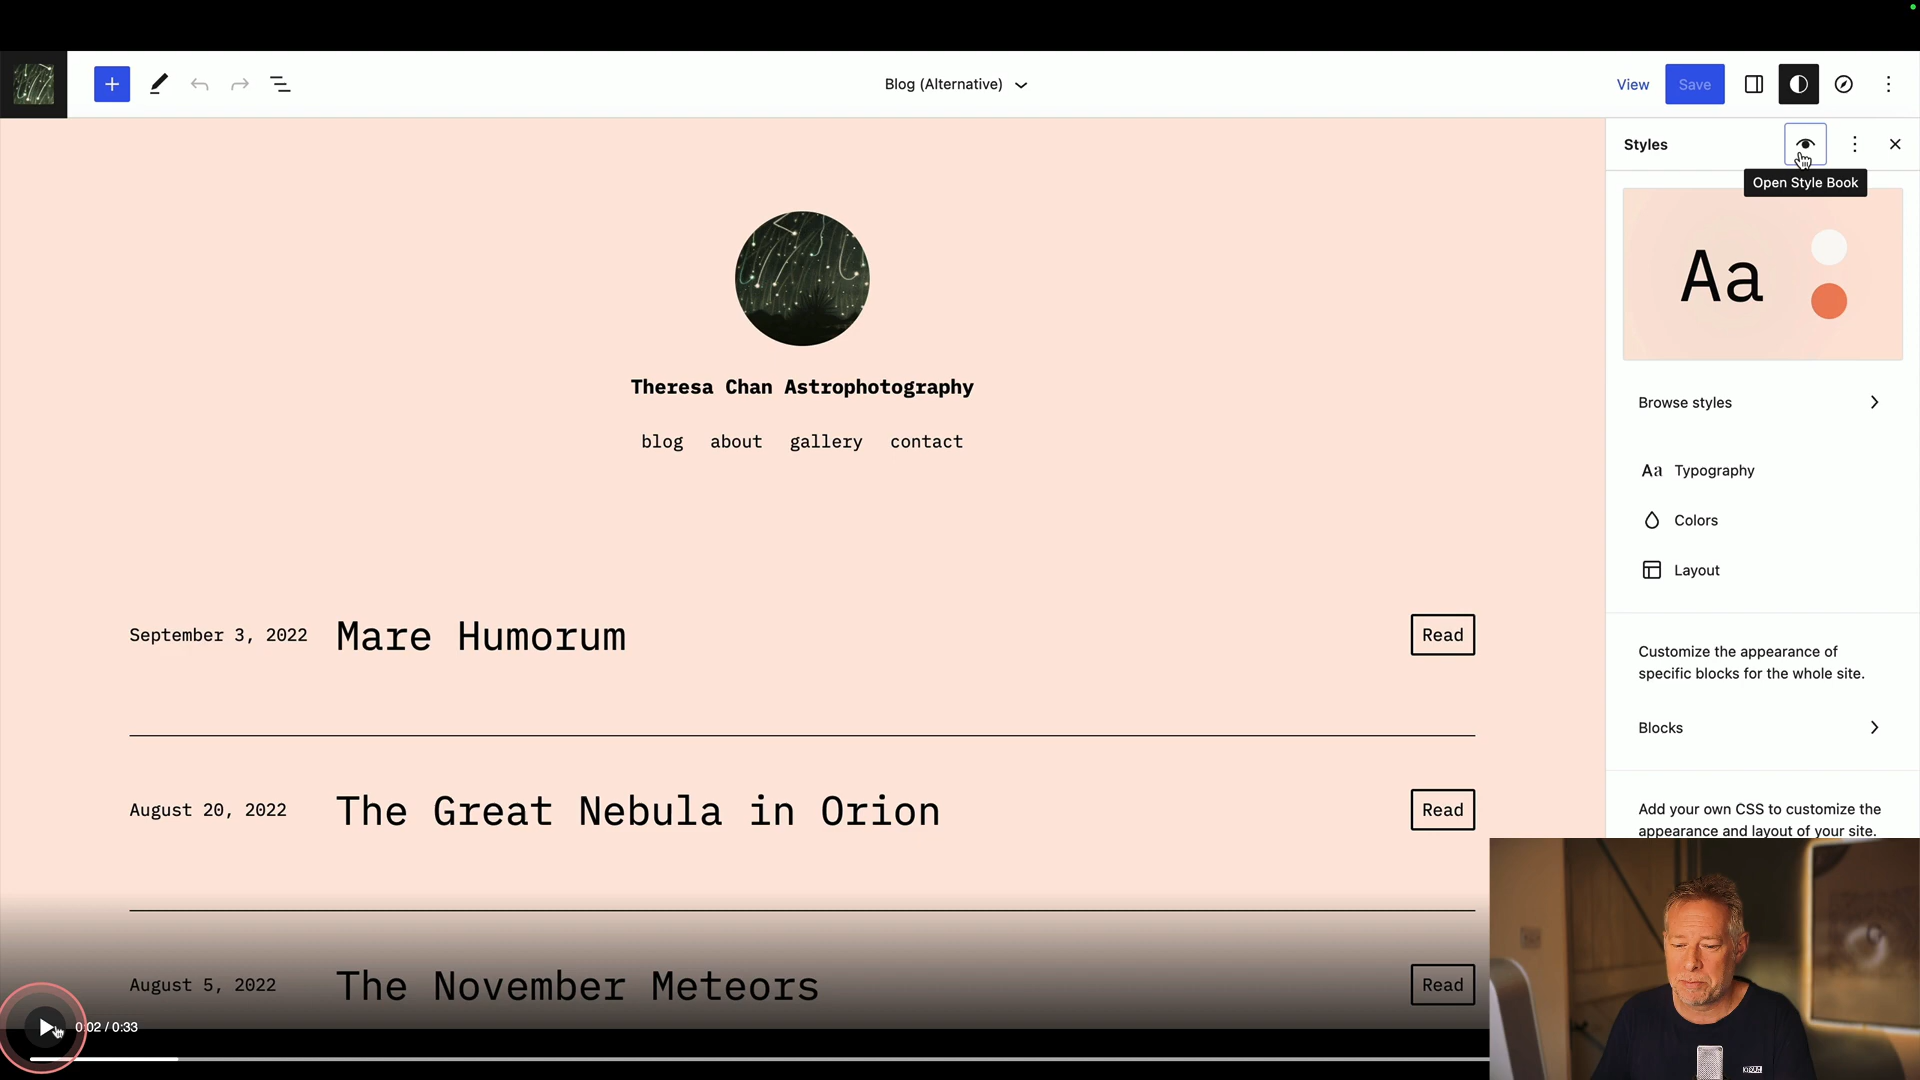 Blog (Alternative)
View
Save
Styles
Open Style Book
Aa
Browse styles
Aa Typography
Colors
Layout
Customize the appearance of
specific blocks for the whole site.
Blocks
Add your own CSS to customize the
appearance and layout of your site.
Theresa Chan Astrophotography
blog about gallery contact
September 3, 2022 Mare Humorum Read
August 20, 2022 The Great Nebula in Orion Read
August 5, 2022 The November Meteors Read
0:02 / 0:33